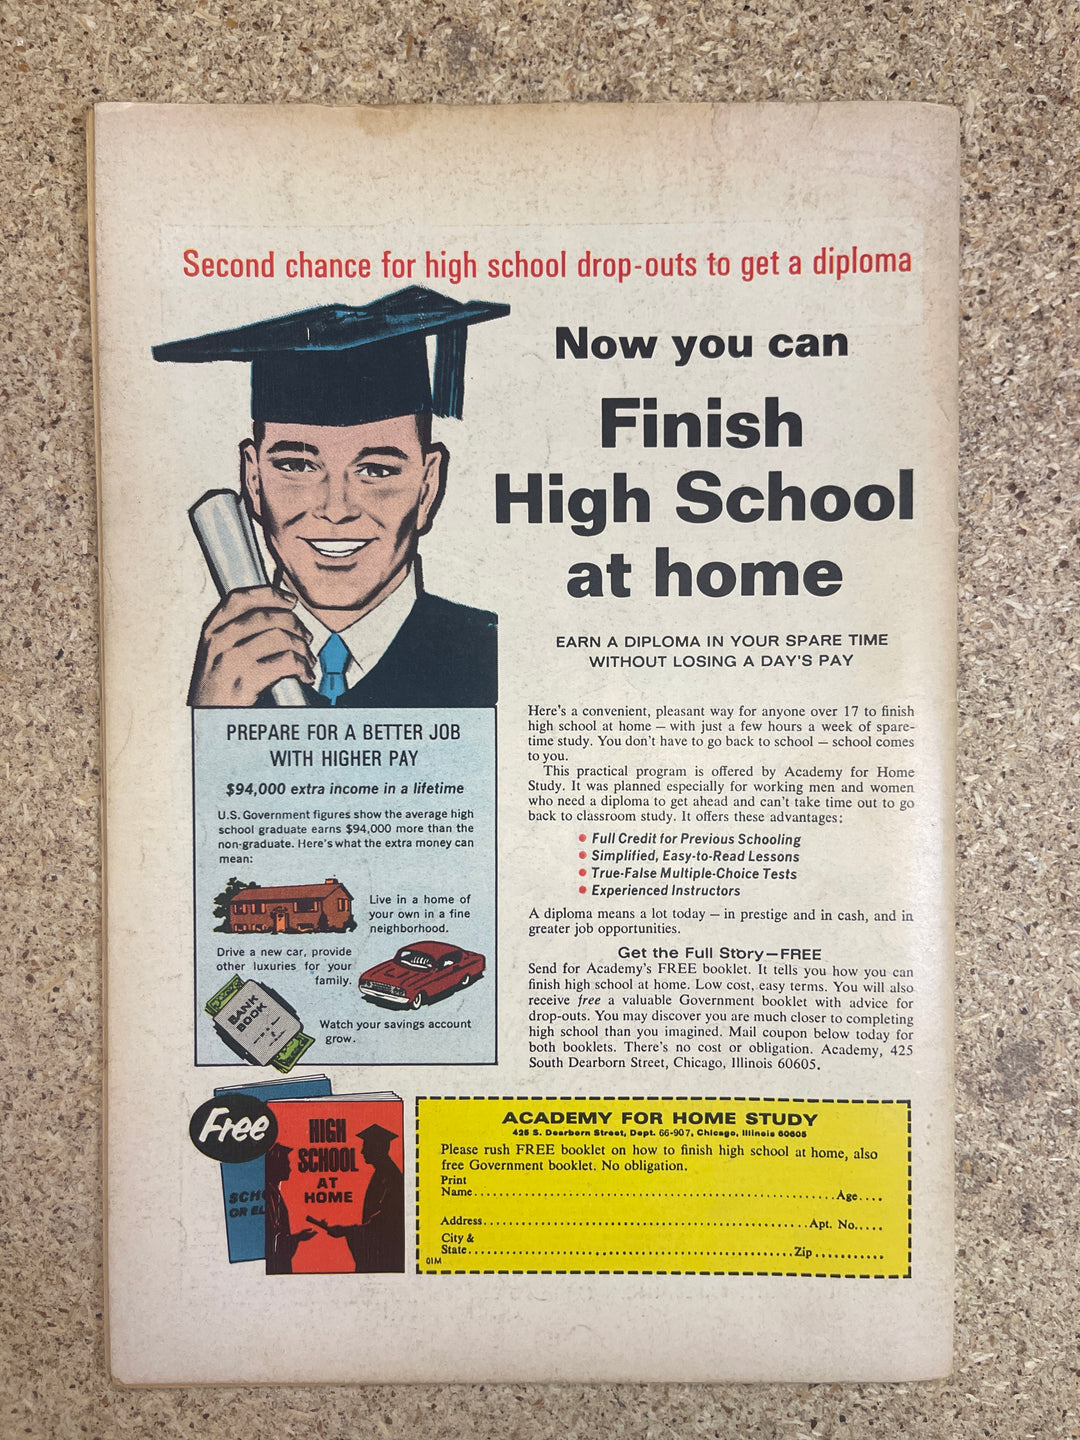 Second chance for high school drop-outs to get a diploma
Now you can
Finish
High School
at home
EARN A DIPLOMA IN YOUR SPARE TIME
WITHOUT LOSING A DAY'S PAY
PREPARE FOR A BETTER JOB
WITH HIGHER PAY
$94,000 extra income in a lifetime
U.S. Government figures show the average high
school graduate earns $94,000 more than the
non-graduate. Here's what the extra money can
mean:
Live in a home of
your own in a fine
neighborhood.
Drive a new car, provide
other luxuries for your
family.
BANK
BOOK
Watch your savings account
grow.
Here's a convenient, pleasant way for anyone over 17 to finish
high school at home — with just a few hours a week of spare-
time study. You don't have to go back to school — school comes
to you.
This practical program is offered by Academy for Home
Study. It was planned especially for working men and women
who need a diploma to get ahead and can't take time out to go
back to classroom study. It offers these advantages:
• Full Credit for Previous Schooling
• Simplified, Easy-to-Read Lessons
• True-False Multiple-Choice Tests
• Experienced Instructors
A diploma means a lot today — in prestige and in cash, and in
greater job opportunities.
Get the Full Story—FREE
Send for Academy's FREE booklet. It tells you how you can
finish high school at home. Low cost, easy terms. You will also
receive free a valuable Government booklet with advice for
drop-outs. You may discover you are much closer to completing
high school than you imagined. Mail coupon below today for
both booklets. There's no cost or obligation. Academy, 425
South Dearborn Street, Chicago, Illinois 60605.
Free
SCH
OR EL
HIGH
SCHOOL
AT
HOME
ACADEMY FOR HOME STUDY
425 S. Dearborn Street, Dept. 66-907, Chicago, Illinois 60605
Please rush FREE booklet on how to finish high school at home, also
free Government booklet. No obligation.
Print
Name........Age....
Address........Apt. No.....
City &
State........Zip...........
01M